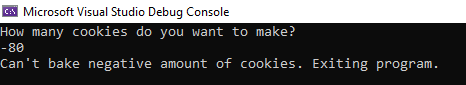 Microsoft Visual Studio Debug Console
How many cookies do you want to make?
-80
Can't bake negative amount of cookies. Exiting program.